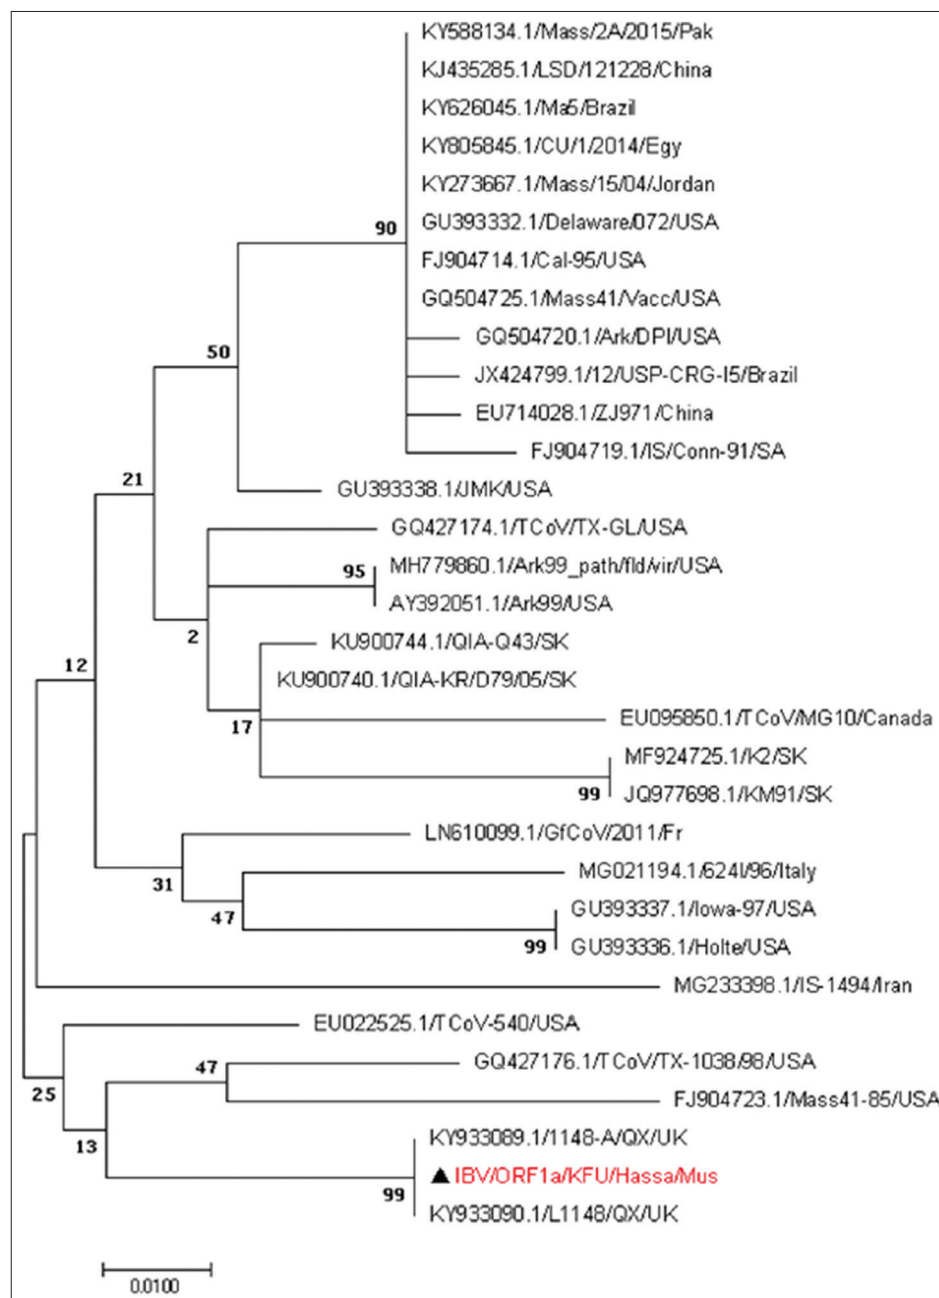 KY588134.1/Mass/2A/2015/Pak
KJ435285.1/LSD/121228/China
KY626045.1/Ma5/Brazil
KY805845.1/CU/1/2014/Egy
KY273667.1/Mass/15/04/Jordan
90
GU393332.1/Delaware/072/USA
FJ904714.1/Cal-95/USA
GQ504725.1/Mass41/Vacc/USA
GQ504720.1/Ark/DPI/USA
50
JX424799.1/12/USP-CRG-I5/Brazil
EU714028.1/ZJ971/China
FJ904719.1/IS/Conn-91/SA
21
GU393338.1/JMK/USA
GQ427174.1/TCoV/TX-GL/USA
95
MH779860.1/Ark99_path/fld/vir/USA
AY392051.1/Ark99/USA
2
KU900744.1/QIA-Q43/SK
12
KU900740.1/QIA-KR/D79/05/SK
17
EU095850.1/TCoV/MG10/Canada
MF924725.1/K2/SK
99
JQ977698.1/KM91/SK
LN610099.1/GfCoV/2011/Fr
31
MG021194.1/624I/96/Italy
47
GU393337.1/Iowa-97/USA
99
GU393336.1/Holte/USA
MG233398.1/IS-1494/Iran
EU022525.1/TCoV-540/USA
47
GQ427176.1/TCoV/TX-1038/98/USA
25
FJ904723.1/Mass41-85/USA
13
KY933089.1/1148-A/QX/UK
IBV/ORF1a/KFU/Hassa/Mus
99
KY933090.1/L1148/QX/UK
0.0100